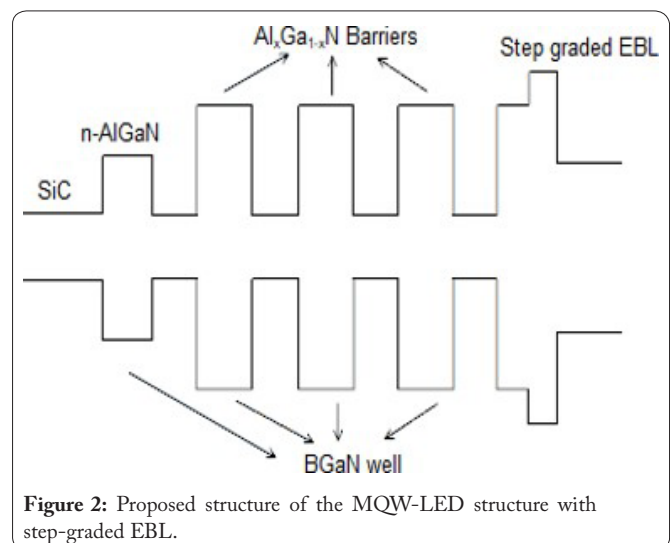 AlₓGa₁₋ₓN Barriers
Step graded EBL
n-AlGaN
SiC
BGaN well
Figure 2: Proposed structure of the MQW-LED structure with
step-graded EBL.